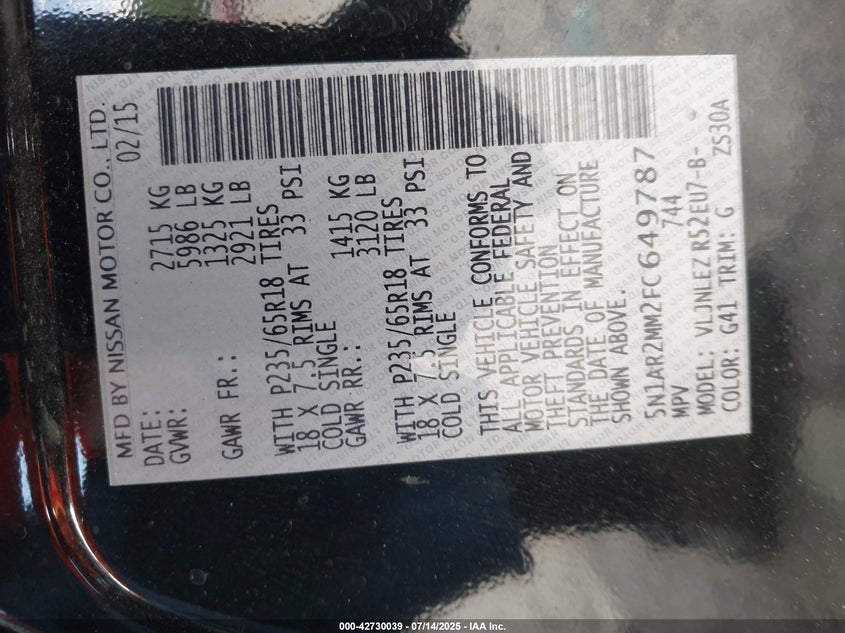 MFD BY NISSAN MOTOR CO., LTD.
DATE: 02/15
GVWR: 2715 KG
5986 LB
GAWR FR.: 1325 KG
2921 LB
WITH P235/65R18 TIRES
18 X 7.5 RIMS AT 33 PSI
COLD SINGLE
GAWR RR.: 1415 KG
3120 LB
WITH P235/65R18 TIRES
18 X 7.5 RIMS AT 33 PSI
COLD SINGLE
THIS VEHICLE CONFORMS TO
ALL APPLICABLE FEDERAL
MOTOR VEHICLE SAFETY AND
THEFT PREVENTION
STANDARDS IN EFFECT ON
THE DATE OF MANUFACTURE
SHOWN ABOVE.
5N1AR2MM2FC649787
MPV 744
MODEL: VLJNLEZ R52EU7-B-
COLOR: G41 TRIM: G ZS30A
000-42730039 - 07/14/2025 - IAA Inc.